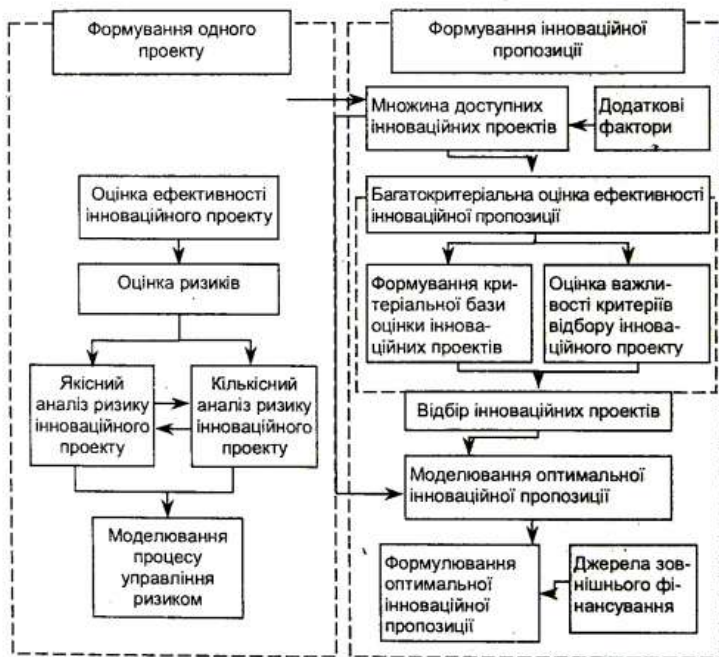 Формування одного
проекту
Оцінка ефективності
інноваційного проекту
Оцінка ризиків
Якісний
аналіз ризику
інноваційного
проекту
Кількісний
аналіз ризику
інноваційного
проекту
Моделювання
процесу
управління
ризиком
Формування інноваційної
пропозиції
Множина доступних
інноваційних проектів
Додаткові
фактори
Багатокритеріальна оцінка ефективності
інноваційної пропозиції
Формування кри-
теріальної бази
оцінки іннова-
ційних проектів
Оцінка важли-
вості критеріїв
відбору іннова-
ційного проекту
Відбір інноваційних проектів
Моделювання оптимальної
інноваційної пропозиції
Формулювання
оптимальної
інноваційної
пропозиції
Джерела зов-
нішнього фі-
нансування